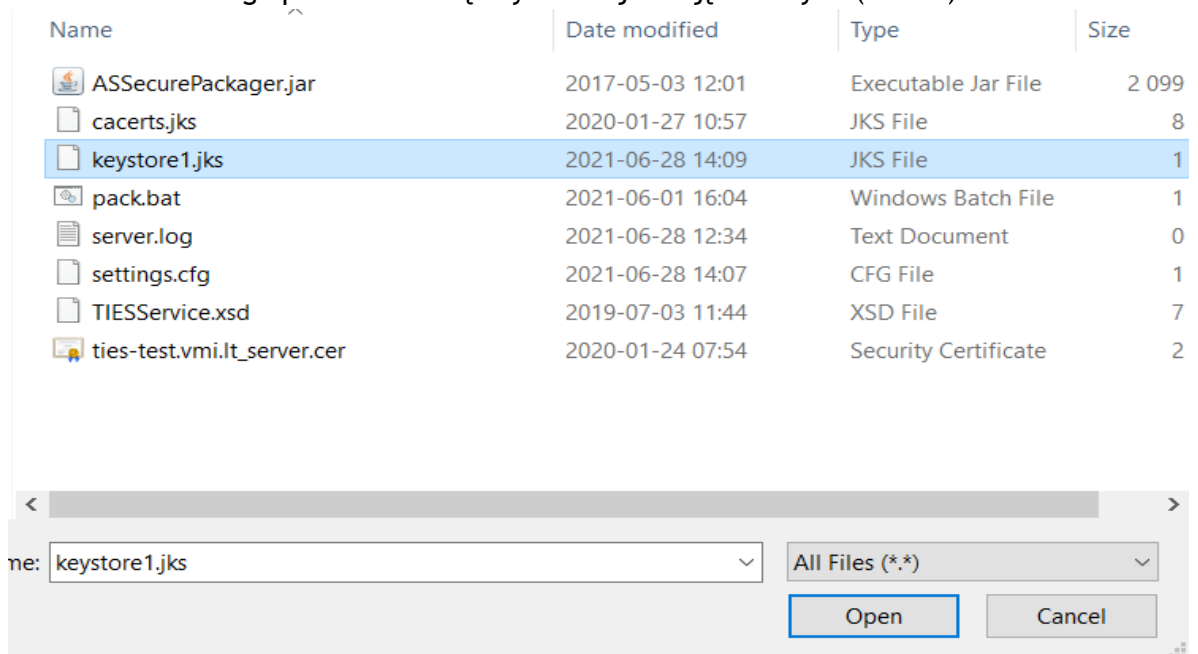 Name Date modified Type Size
ASSecurePackager.jar 2017-05-03 12:01 Executable Jar File 2 099
cacerts.jks 2020-01-27 10:57 JKS File 8
keystore1.jks 2021-06-28 14:09 JKS File 1
pack.bat 2021-06-01 16:04 Windows Batch File 1
server.log 2021-06-28 12:34 Text Document 0
settings.cfg 2021-06-28 14:07 CFG File 1
TIESService.xsd 2019-07-03 11:44 XSD File 7
ties-test.vmi.lt_server.cer 2020-01-24 07:54 Security Certificate 2
me: keystore1.jks All Files (*.*)
Open Cancel